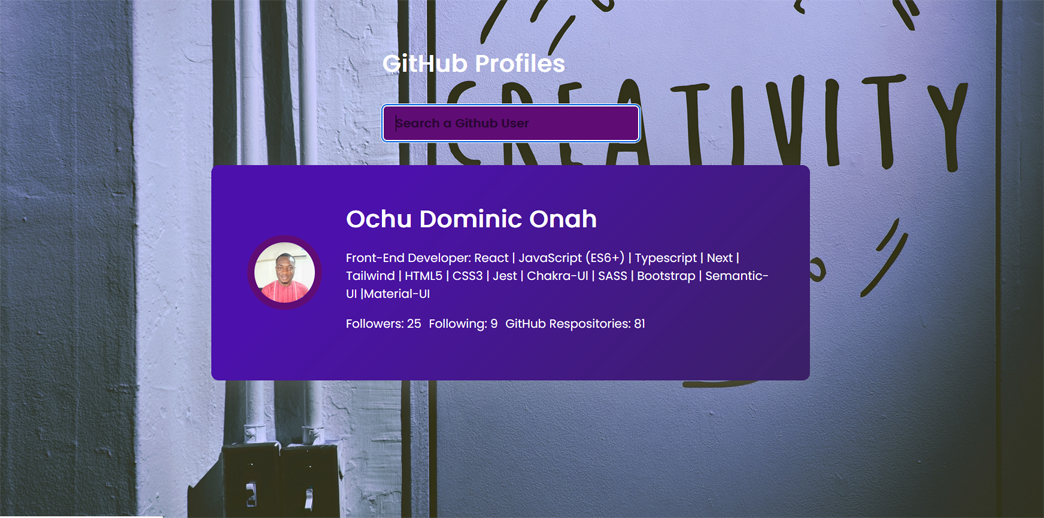 GitHub Profiles
CREATIVITY
Search a Github User
Ochu Dominic Onah
Front-End Developer: React | JavaScript (ES6+) | Typescript | Next |
Tailwind | HTML5 | CSS3 | Jest | Chakra-UI | SASS | Bootstrap | Semantic-
UI |Material-UI
Followers: 25 Following: 9 GitHub Respositories: 81